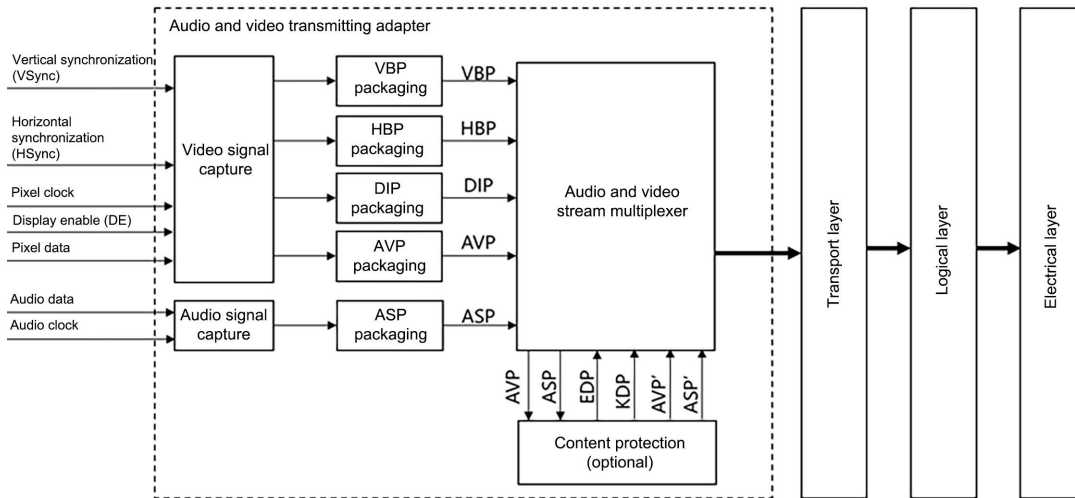 Audio and video transmitting adapter
Vertical synchronization
(VSync)
Horizontal
synchronization
(HSync)
Pixel clock
Display enable (DE)
Pixel data
Audio data
Audio clock
Video signal
capture
Audio signal
capture
VBP
packaging
HBP
packaging
DIP
packaging
AVP
packaging
ASP
packaging
VBP
HBP
DIP
AVP
ASP
Audio and video
stream multiplexer
AVP
ASP
EDP
KDP
AVP′
ASP′
Content protection
(optional)
Transport layer
Logical layer
Electrical layer